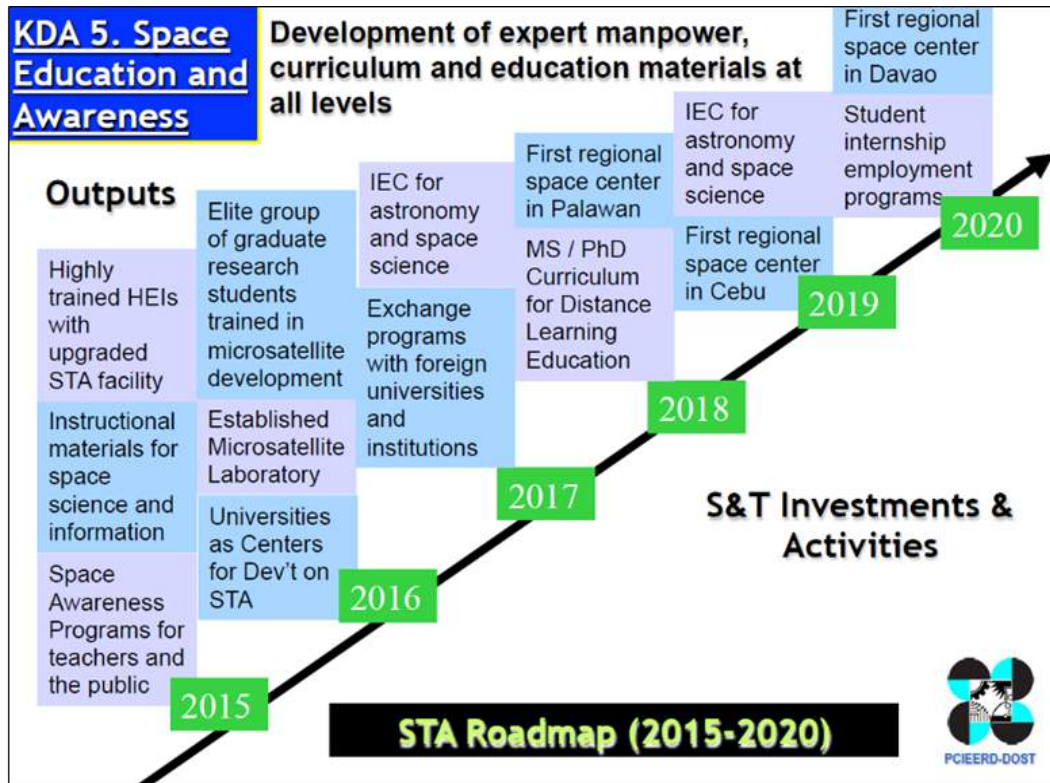 KDA 5. Space
Education and
Awareness
Development of expert manpower,
curriculum and education materials at
all levels
Outputs
Highly
trained HEIs
with
upgraded
STA facility
Instructional
materials for
space
science and
information
Space
Awareness
Programs for
teachers and
the public
2015
Elite group
of graduate
research
students
trained in
microsatellite
development
Established
Microsatellite
Laboratory
Universities
as Centers
for Dev't on
STA
2016
IEC for
astronomy
and space
science
Exchange
programs
with foreign
universities
and
institutions
2017
First regional
space center
in Palawan
MS / PhD
Curriculum
for Distance
Learning
Education
2018
IEC for
astronomy
and space
science
First regional
space center
in Cebu
2019
First regional
space center
in Davao
Student
internship
employment
programs
2020
S&T Investments &
Activities
STA Roadmap (2015-2020)
PCIEERD-DOST